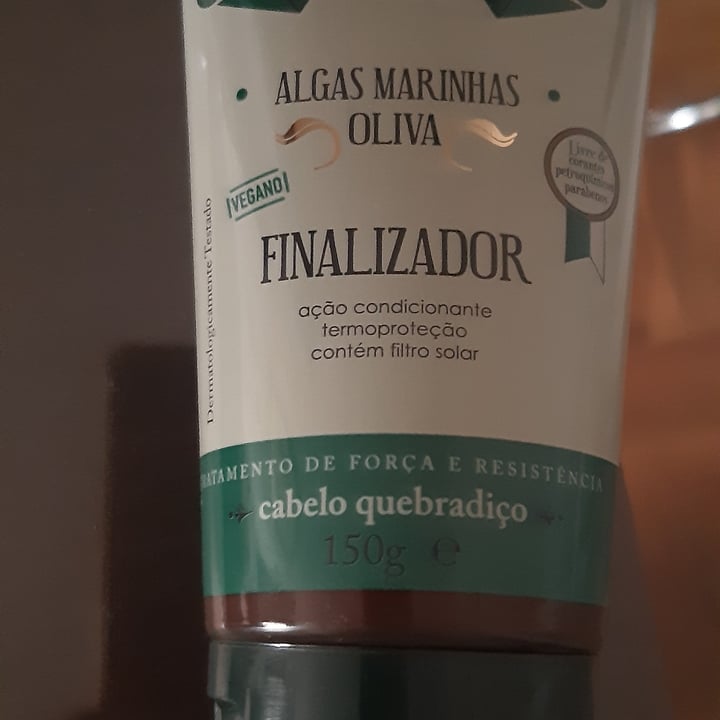 ALGAS MARINHAS
OLIVA
VEGANO
Livre de
corantes
petroquímicos
parabenos
Dermatologicamente Testado
FINALIZADOR
ação condicionante
termoproteção
contém filtro solar
TRATAMENTO DE FORÇA E RESISTÊNCIA
cabelo quebradiço
150g ℮